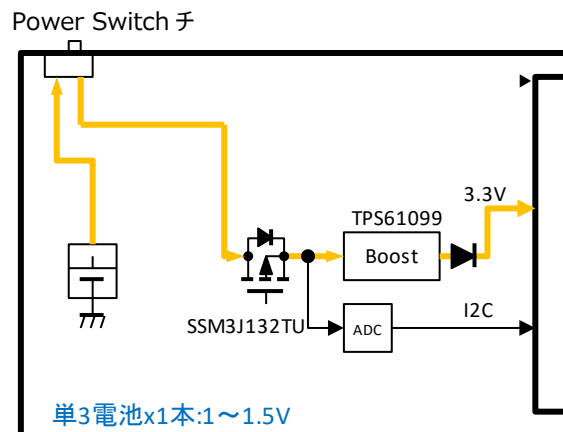 Power Switch チ
3.3V
TPS61099
Boost
SSM3J132TU
ADC
I2C
単3電池x1本:1～1.5V